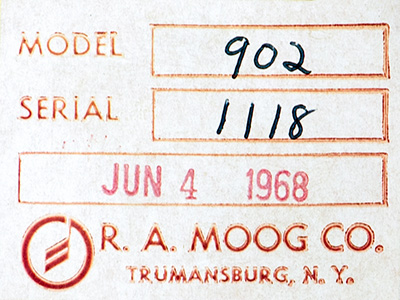 MODEL 902
SERIAL 1118
JUN 4 1968
R. A. MOOG CO.
TRUMANSBURG, N. Y.